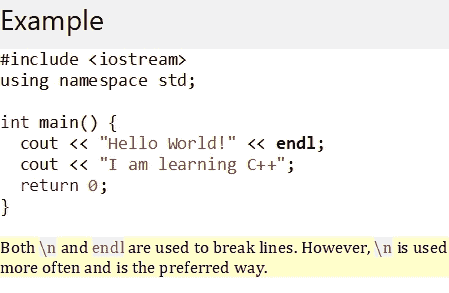 Example
#include <iostream>
using namespace std;
int main() {
cout << "Hello World!" << endl;
cout << "I am learning C++";
return 0;
}
Both \n and endl are used to break lines. However, \n is used
more often and is the preferred way.